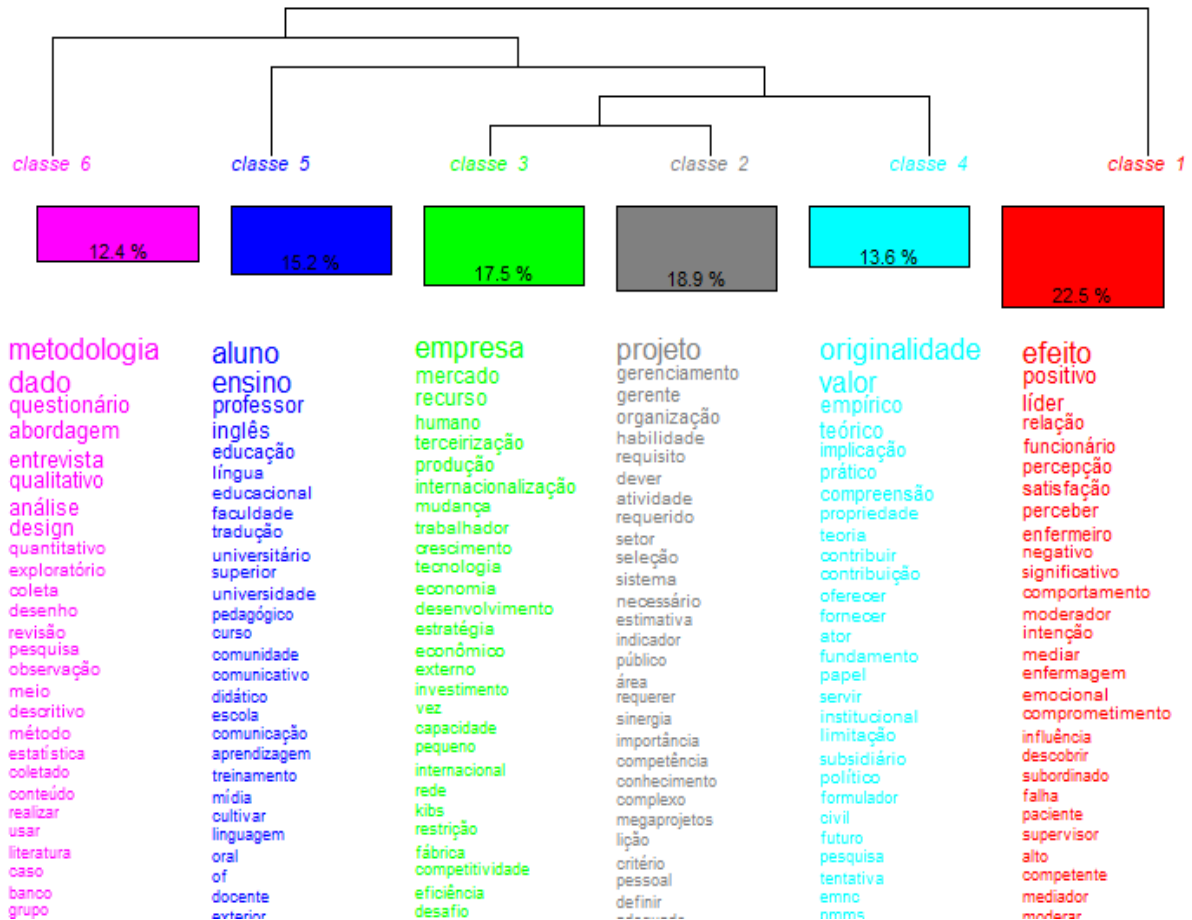 classe 6
classe 5
classe 3
classe 2
classe 4
classe 1
12.4 %
15.2 %
17.5 %
18.9 %
13.6 %
22.5 %
metodologia
dado
questionário
abordagem
entrevista
qualitativo
análise
design
quantitativo
exploratório
coleta
desenho
revisão
pesquisa
observação
meio
descritivo
método
estatística
coletado
conteúdo
realizar
usar
literatura
caso
banco
grupo
aluno
ensino
professor
inglês
educação
língua
educacional
faculdade
tradução
universitário
superior
universidade
pedagógico
curso
comunidade
comunicativo
didático
escola
comunicação
aprendizagem
treinamento
mídia
cultivar
linguagem
oral
of
docente
exterior
empresa
mercado
recurso
humano
terceirização
produção
internacionalização
mudança
trabalhador
crescimento
tecnologia
economia
desenvolvimento
estratégia
econômico
externo
investimento
vez
capacidade
pequeno
internacional
rede
kibs
restrição
fábrica
competitividade
eficiência
desafio
projeto
gerenciamento
gerente
organização
habilidade
requisito
dever
atividade
requerido
setor
seleção
sistema
necessário
estimativa
indicador
público
área
requerer
sinergia
importância
competência
conhecimento
complexo
megaprojetos
lição
critério
pessoal
definir
originalidade
valor
empírico
teórico
implicação
prático
compreensão
propriedade
teoria
contribuir
contribuição
oferecer
fornecer
ator
fundamento
papel
servir
institucional
limitação
subsidiário
político
formulador
civil
futuro
pesquisa
tentativa
emno
efeito
positivo
líder
relação
funcionário
percepção
satisfação
perceber
enfermeiro
negativo
significativo
comportamento
moderador
intenção
mediar
enfermagem
emocional
comprometimento
influência
descobrir
subordinado
falha
paciente
supervisor
alto
competente
mediador
moderar